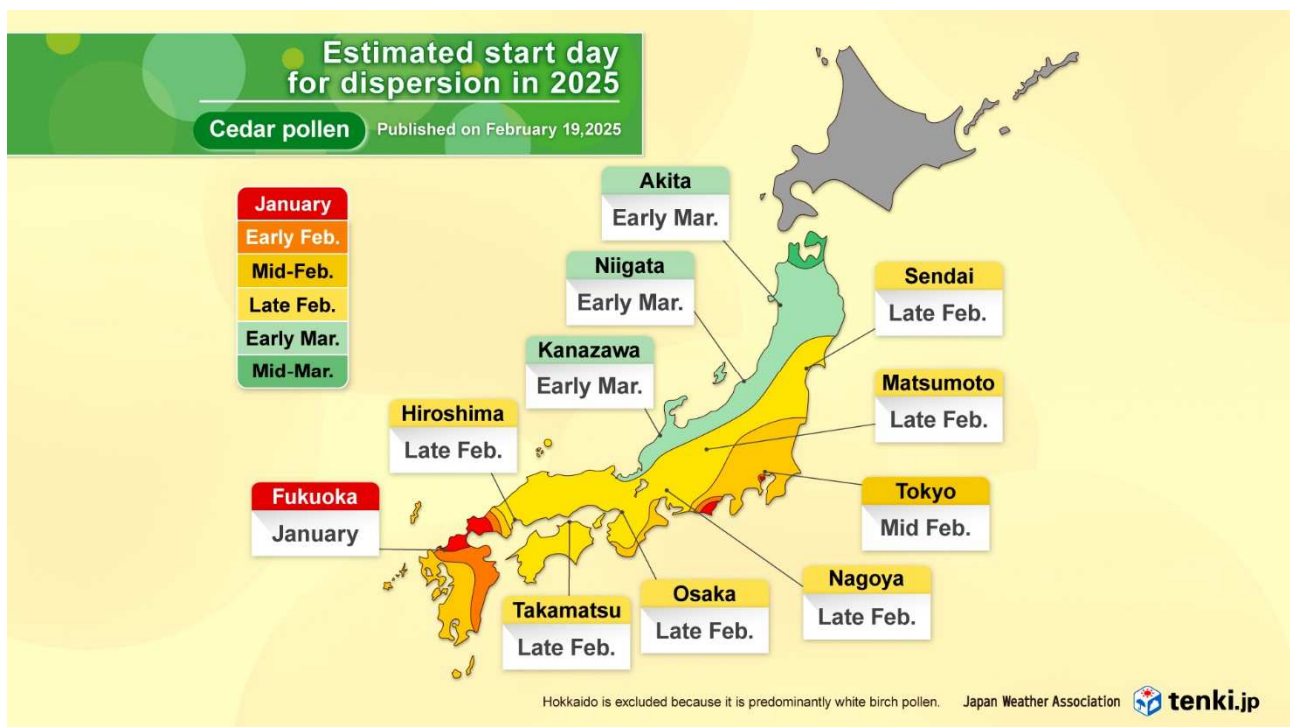 Estimated start day
for dispersion in 2025
Cedar pollen
Published on February 19,2025
January
Early Feb.
Mid-Feb.
Late Feb.
Early Mar.
Mid-Mar.
Akita
Early Mar.
Niigata
Early Mar.
Kanazawa
Early Mar.
Sendai
Late Feb.
Matsumoto
Late Feb.
Hiroshima
Late Feb.
Fukuoka
January
Tokyo
Mid Feb.
Nagoya
Late Feb.
Osaka
Late Feb.
Takamatsu
Late Feb.
Hokkaido is excluded because it is predominantly white birch pollen.
Japan Weather Association
tenki.jp